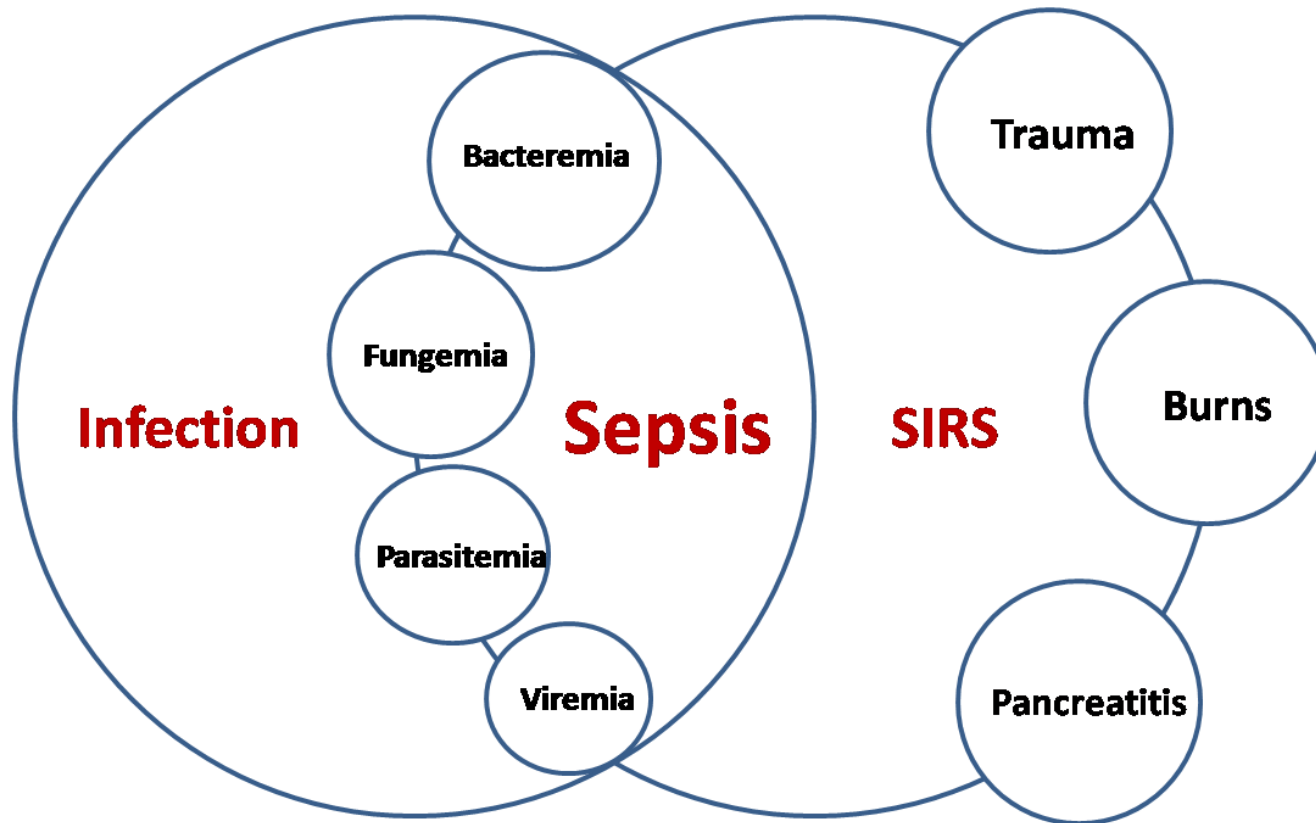 Bacteremia
Trauma
Fungemia
Infection
Sepsis
SIRS
Burns
Parasitemia
Viremia
Pancreatitis